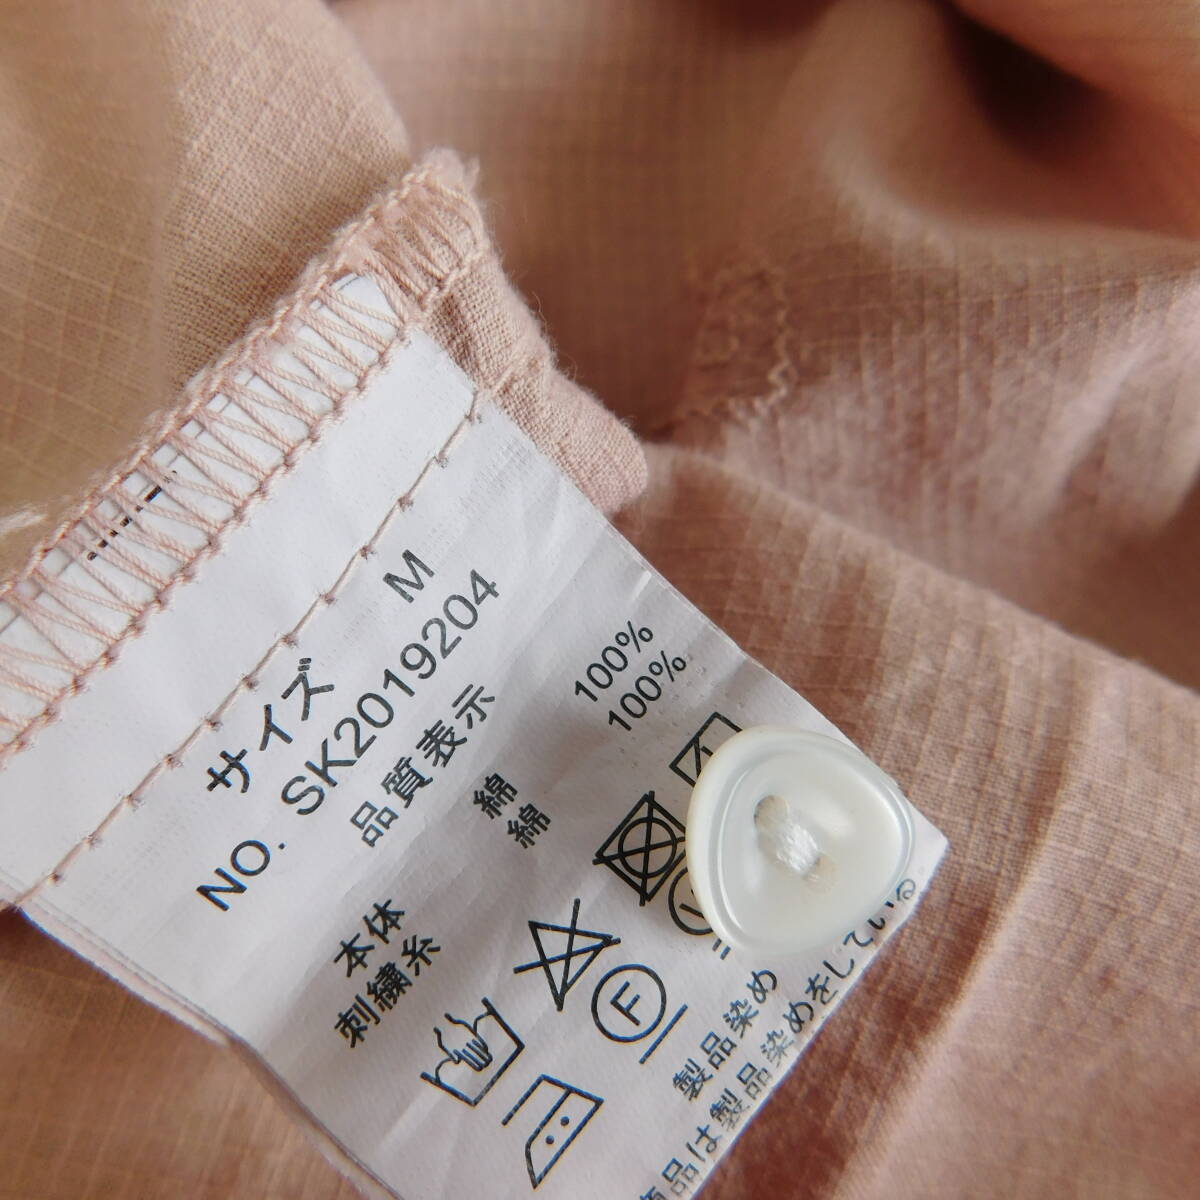 サイズ M
NO. SK2019204
品質表示
本体 綿 100%
刺繍糸 綿 100%
F
製品染め
品は製品染めをしている